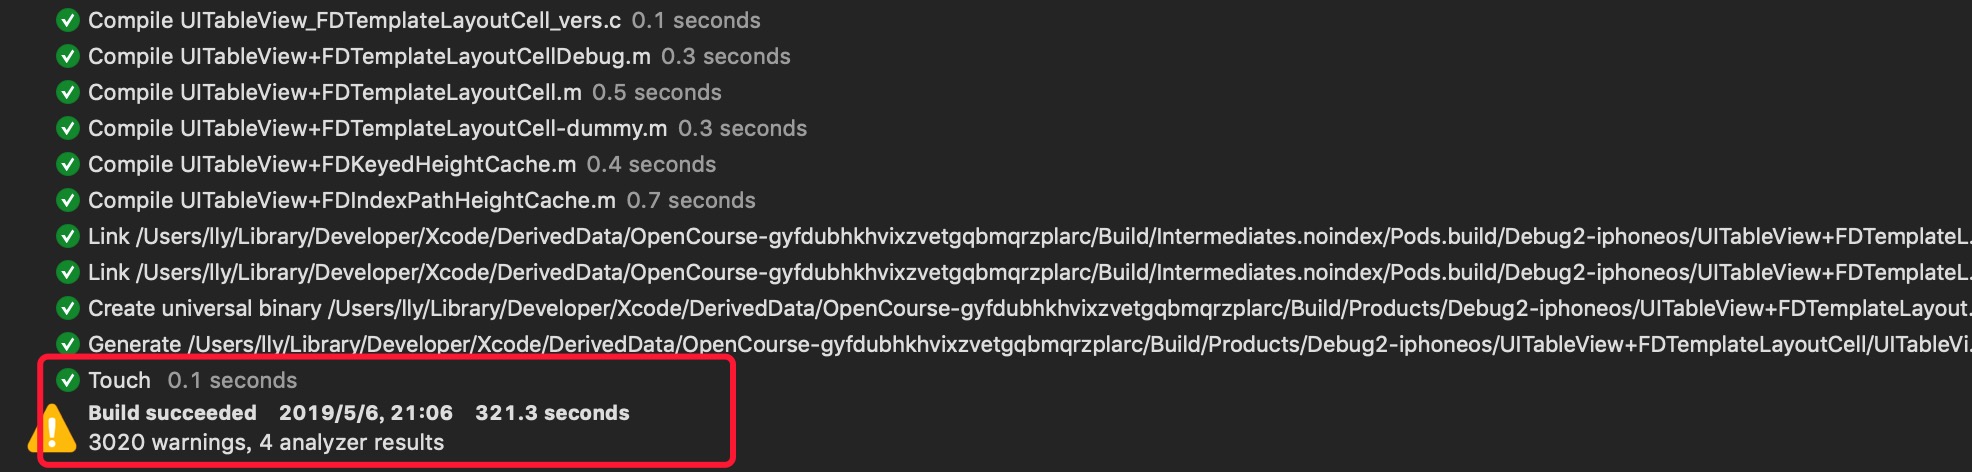 Compile UITableView_FDTemplateLayoutCell_vers.c 0.1 seconds
Compile UITableView+FDTemplateLayoutCellDebug.m 0.3 seconds
Compile UITableView+FDTemplateLayoutCell.m 0.5 seconds
Compile UITableView+FDTemplateLayoutCell-dummy.m 0.3 seconds
Compile UITableView+FDKeyedHeightCache.m 0.4 seconds
Compile UITableView+FDIndexPathHeightCache.m 0.7 seconds
Link /Users/lly/Library/Developer/Xcode/DerivedData/OpenCourse-gyfdubhkhvixzvetgqbmqrzplarc/Build/Intermediates.noindex/Pods.build/Debug2-iphoneos/UITableView+FDTemplateL.
Link /Users/lly/Library/Developer/Xcode/DerivedData/OpenCourse-gyfdubhkhvixzvetgqbmqrzplarc/Build/Intermediates.noindex/Pods.build/Debug2-iphoneos/UITableView+FDTemplateL.
Create universal binary /Users/lly/Library/Developer/Xcode/DerivedData/OpenCourse-gyfdubhkhvixzvetgqbmqrzplarc/Build/Products/Debug2-iphoneos/UITableView+FDTemplateLayout.
Generate /Users/lly/Library/Developer/Xcode/DerivedData/OpenCourse-gyfdubhkhvixzvetgqbmqrzplarc/Build/Products/Debug2-iphoneos/UITableView+FDTemplateLayoutCell/UITableVi.
Touch 0.1 seconds
Build succeeded 2019/5/6, 21:06 321.3 seconds
3020 warnings, 4 analyzer results